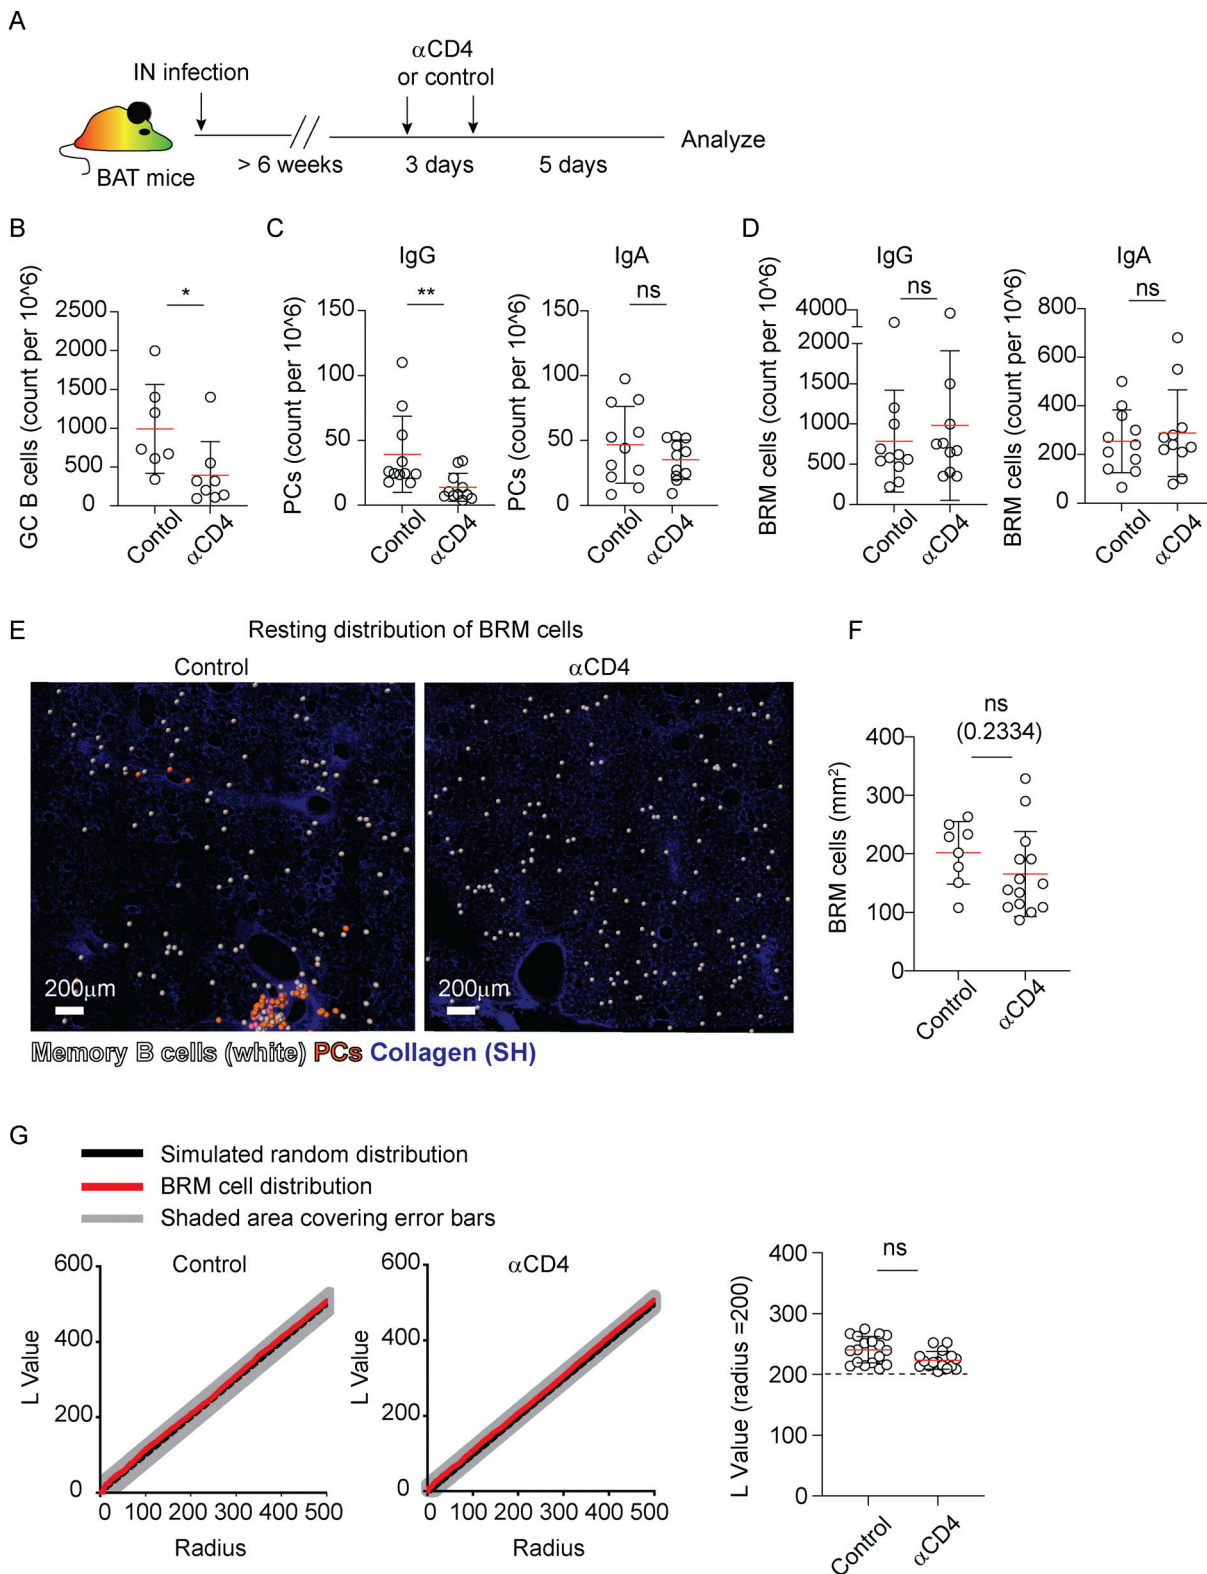 A
αCD4
IN infection or control
BAT mice > 6 weeks 3 days 5 days Analyze
B
GC B cells (count per 10^6)
2500
2000
1500
1000
500
0
*
Contol
αCD4
C
IgG
PCs (count per 10^6)
150
100
50
0
**
Contol
αCD4
IgA
PCs (count per 10^6)
150
100
50
0
ns
Contol
αCD4
D
IgG
BRM cells (count per 10^6)
4000
2000
1500
1000
500
0
ns
Contol
αCD4
IgA
BRM cells (count per 10^6)
800
600
400
200
0
ns
Contol
αCD4
E
Resting distribution of BRM cells
Control αCD4
200μm 200μm
Memory B cells (white) PCs Collagen (SH)
F
ns
(0.2334)
BRM cells (mm²)
400
300
200
100
0
Control
αCD4
G
Simulated random distribution
BRM cell distribution
Shaded area covering error bars
Control
L Value
600
400
200
0
0 100 200 300 400 500
Radius
αCD4
L Value
600
400
200
0
0 100 200 300 400 500
Radius
ns
L Value (radius =200)
400
300
200
100
0
Control
αCD4